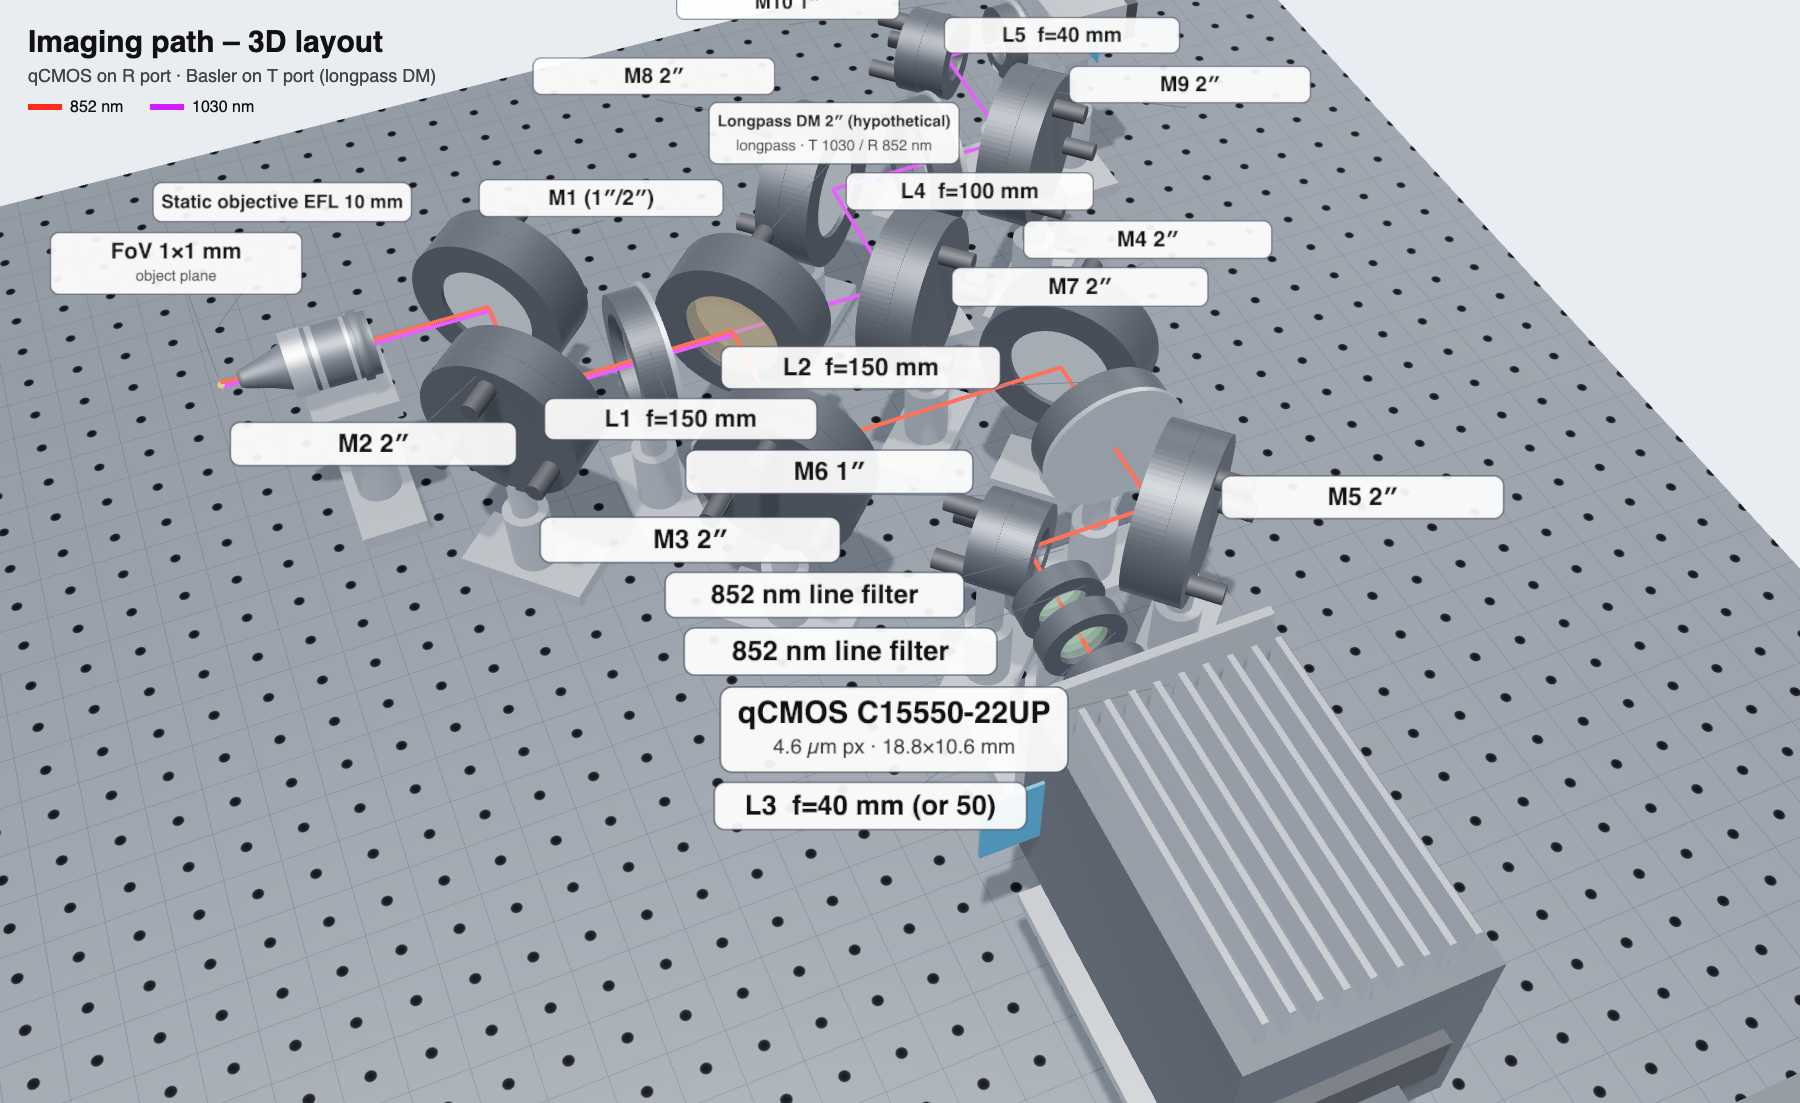 Imaging path – 3D layout
qCMOS on R port · Basler on T port (longpass DM)
852 nm
1030 nm
M10 1″
L5 f=40 mm
M8 2″
M9 2″
Longpass DM 2″ (hypothetical)
longpass · T 1030 / R 852 nm
Static objective EFL 10 mm
M1 (1″/2″)
L4 f=100 mm
FoV 1×1 mm
object plane
M4 2″
M7 2″
L2 f=150 mm
L1 f=150 mm
M2 2″
M6 1″
M5 2″
M3 2″
852 nm line filter
852 nm line filter
qCMOS C15550-22UP
4.6 µm px · 18.8×10.6 mm
L3 f=40 mm (or 50)